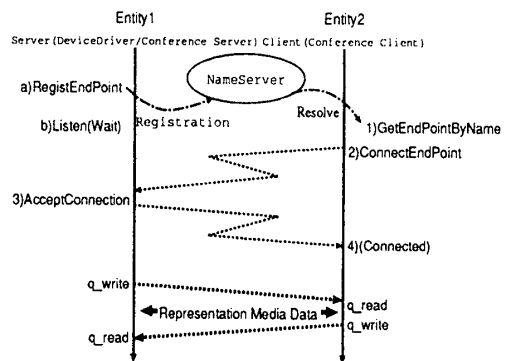 Entity1 Entity2
Server(DeviceDriver/Conference Server) Client(Conference Client)
NameServer
a)RegistEndPoint
Resolve
b)Listen(Wait) Registration
1)GetEndPointByName
2)ConnectEndPoint
3)AcceptConnection
4)(Connected)
q_write
q_read
Representation Media Data
q_write
q_read